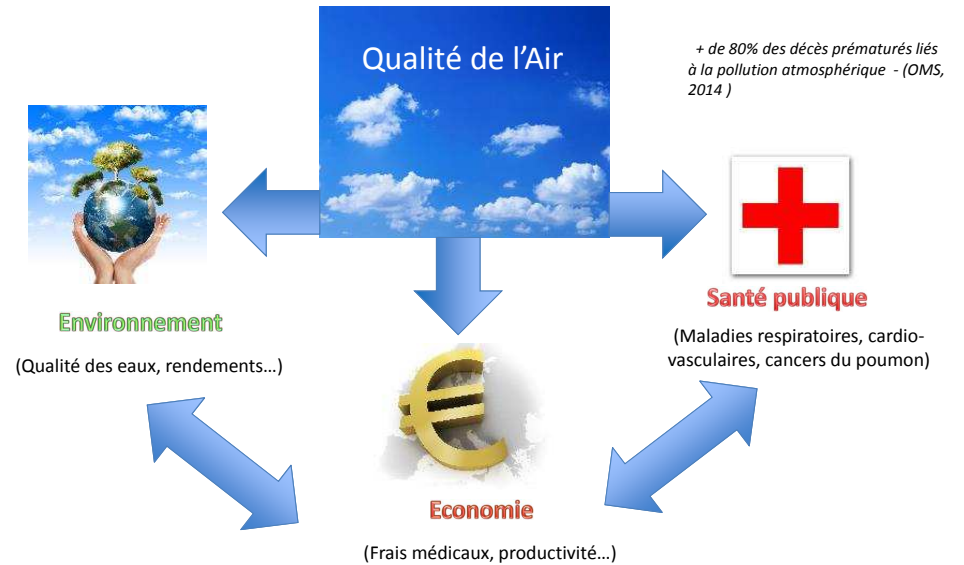 Qualité de l'Air
+ de 80% des décès prématurés liés
à la pollution atmosphérique - (OMS,
2014 )
Environnement
(Qualité des eaux, rendements…)
Santé publique
(Maladies respiratoires, cardio-
vasculaires, cancers du poumon)
Economie
(Frais médicaux, productivité…)